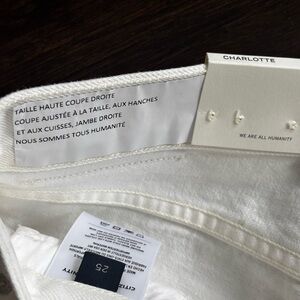 TAILLE HAUTE COUPE DROITE
COUPE AJUSTÉE À LA TAILLE, AUX HANCHES
ET AUX CUISSES, JAMBE DROITE
NOUS SOMMES TOUS HUMANITÉ
CHARLOTTE
WE ARE ALL HUMANITY
25